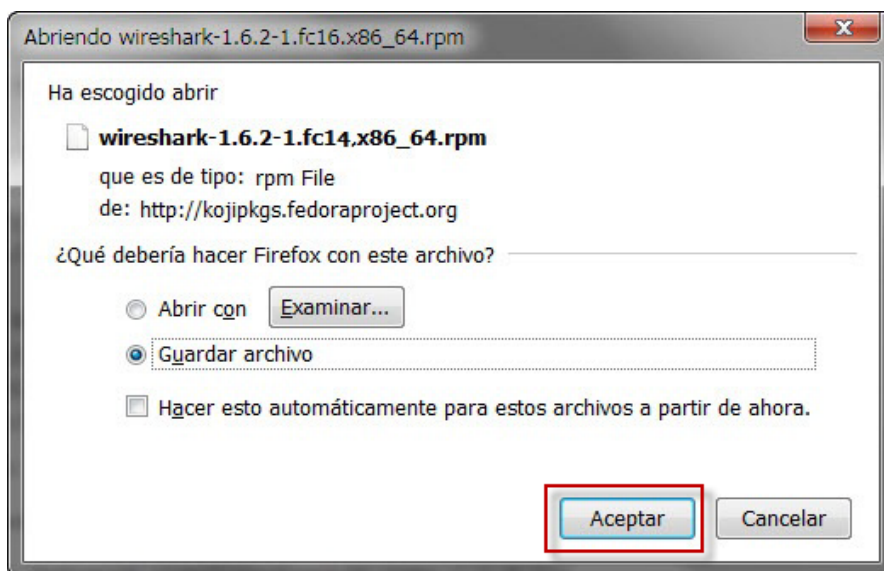 Abriendo wireshark-1.6.2-1.fc16.x86_64.rpm
Ha escogido abrir
wireshark-1.6.2-1.fc14,x86_64.rpm
que es de tipo: rpm File
de: http://kojipkgs.fedoraproject.org
¿Qué debería hacer Firefox con este archivo?
Abrir con Examinar...
Guardar archivo
Hacer esto automáticamente para estos archivos a partir de ahora.
Aceptar Cancelar